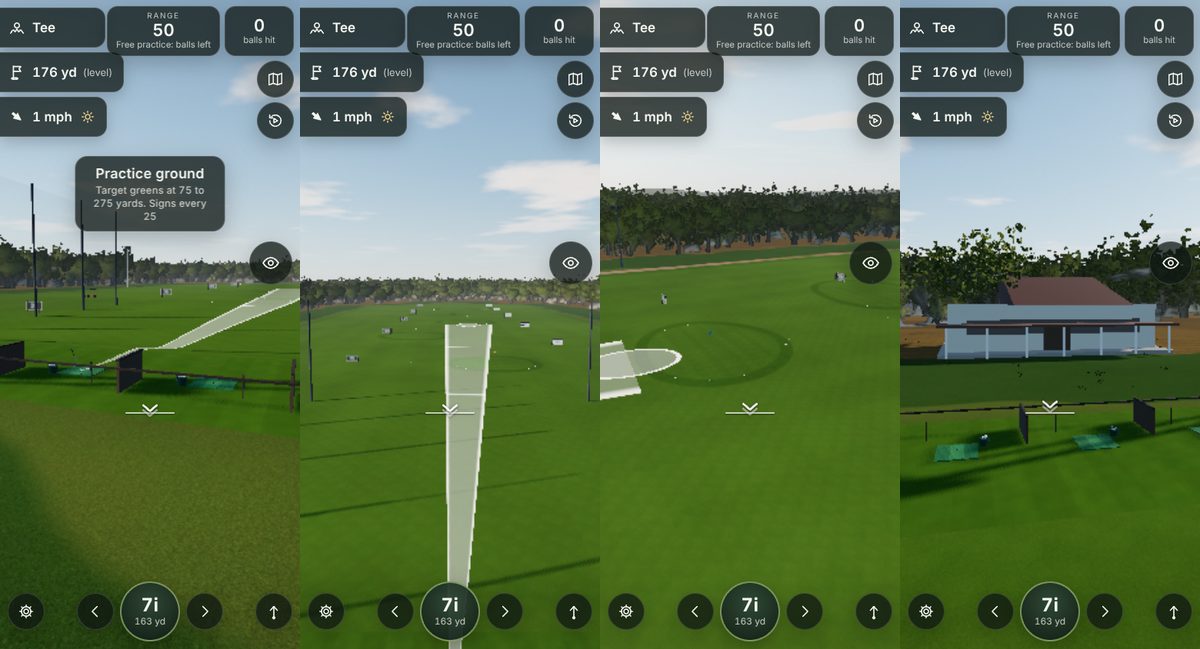 Tee
RANGE
50
Free practice: balls left
0
balls hit
176 yd (level)
1 mph
Practice ground
Target greens at 75 to
275 yards. Signs every
25
7i
163 yd
Tee
RANGE
50
Free practice: balls left
0
balls hit
176 yd (level)
1 mph
7i
163 yd
Tee
RANGE
50
Free practice: balls left
0
balls hit
176 yd (level)
1 mph
7i
163 yd
Tee
RANGE
50
Free practice: balls left
0
balls hit
176 yd (level)
1 mph
7i
163 yd